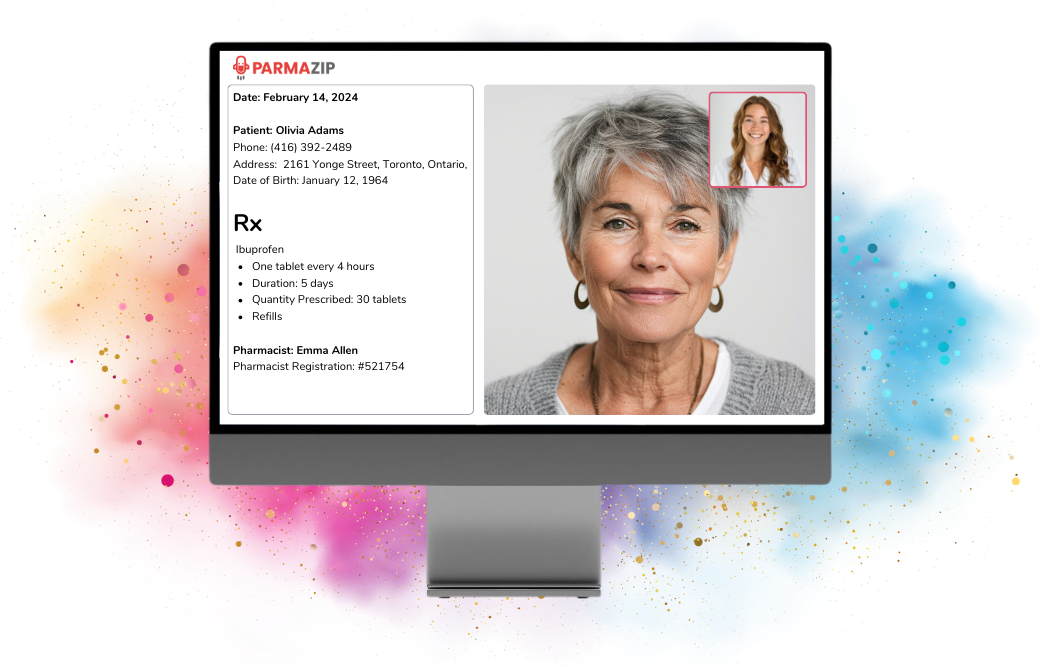 PARMAZIP
Date: February 14, 2024
Patient: Olivia Adams
Phone: (416) 392-2489
Address:  2161 Yonge Street, Toronto, Ontario,
Date of Birth: January 12, 1964
Rx
Ibuprofen
• One tablet every 4 hours
• Duration: 5 days
• Quantity Prescribed: 30 tablets
• Refills
Pharmacist: Emma Allen
Pharmacist Registration: #521754